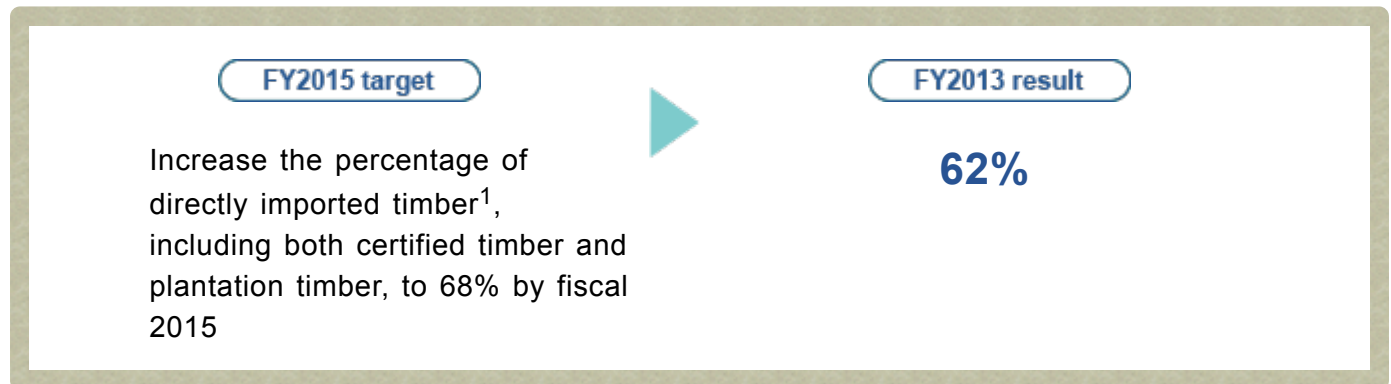 FY2015 target
Increase the percentage of
directly imported timber1,
including both certified timber and
plantation timber, to 68% by fiscal
2015
FY2013 result
62%